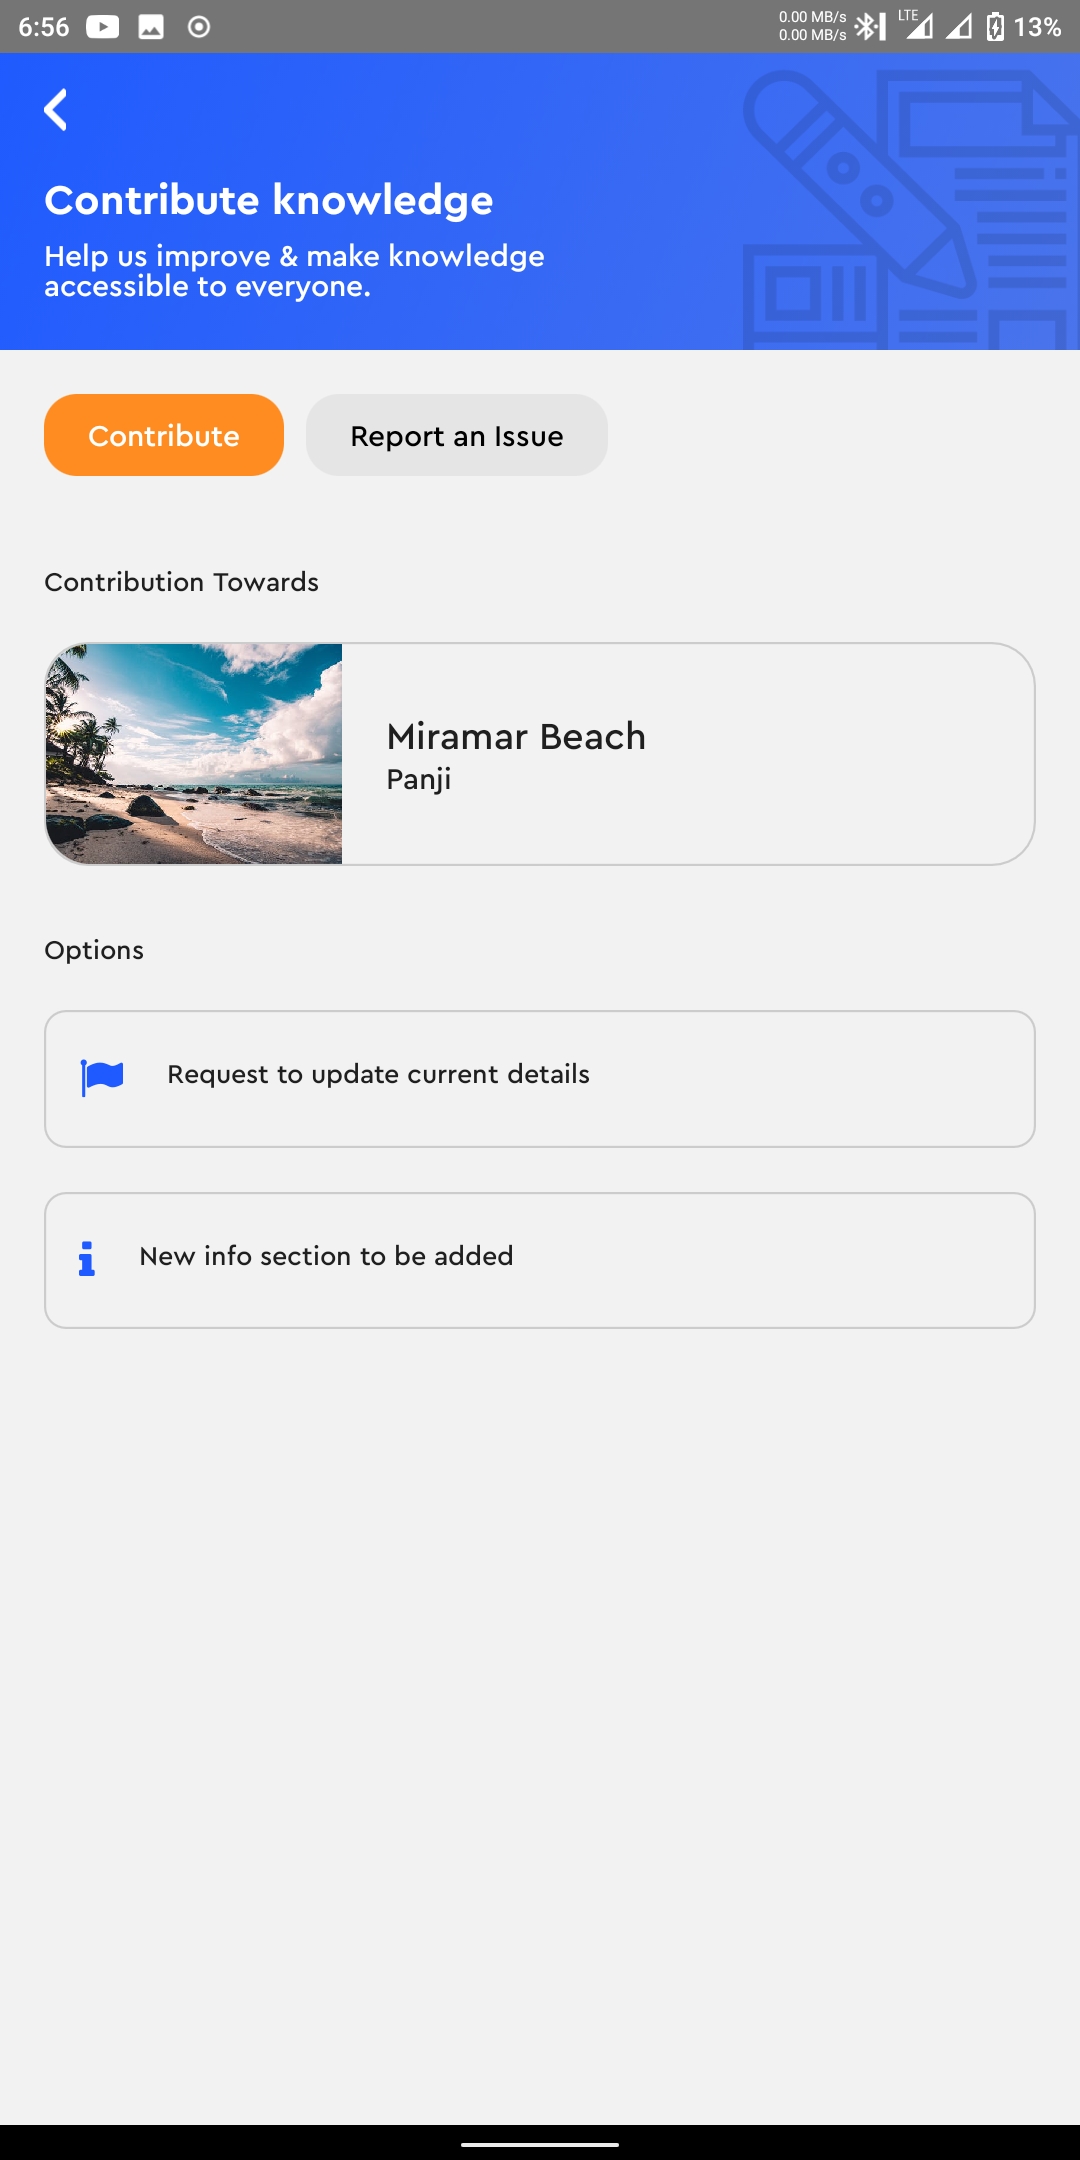 6:56
0.00 MB/s
0.00 MB/s
LTE
13%
Contribute knowledge
Help us improve & make knowledge
accessible to everyone.
Contribute
Report an Issue
Contribution Towards
Miramar Beach
Panji
Options
Request to update current details
New info section to be added